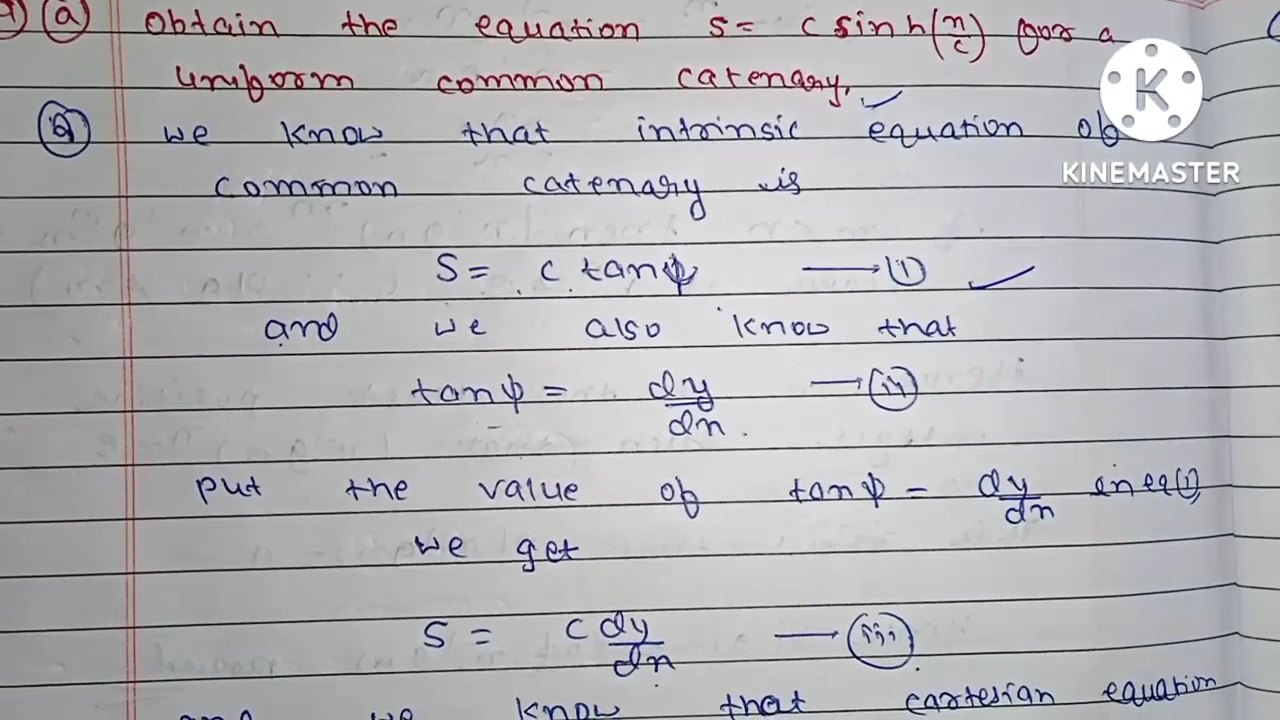 (a) obtain the equation s = c sinh(x/c) for a
uniform common catenary.
we know that intrinsic equation of
common catenary is
S = c tanψ → (i)
and we also know that
tanψ = dy/dx → (ii)
put the value of tanψ = dy/dx in eq(i),
we get
S = c dy/dx → (iii)
and we know that cartesian equation
K
KINEMASTER